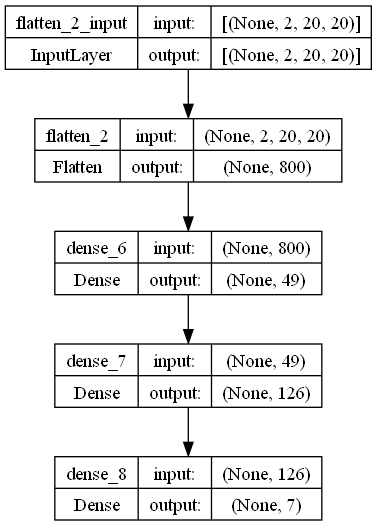 flatten_2_input input: [(None, 2, 20, 20)]
InputLayer output: [(None, 2, 20, 20)]
flatten_2 input: (None, 2, 20, 20)
Flatten output: (None, 800)
dense_6 input: (None, 800)
Dense output: (None, 49)
dense_7 input: (None, 49)
Dense output: (None, 126)
dense_8 input: (None, 126)
Dense output: (None, 7)